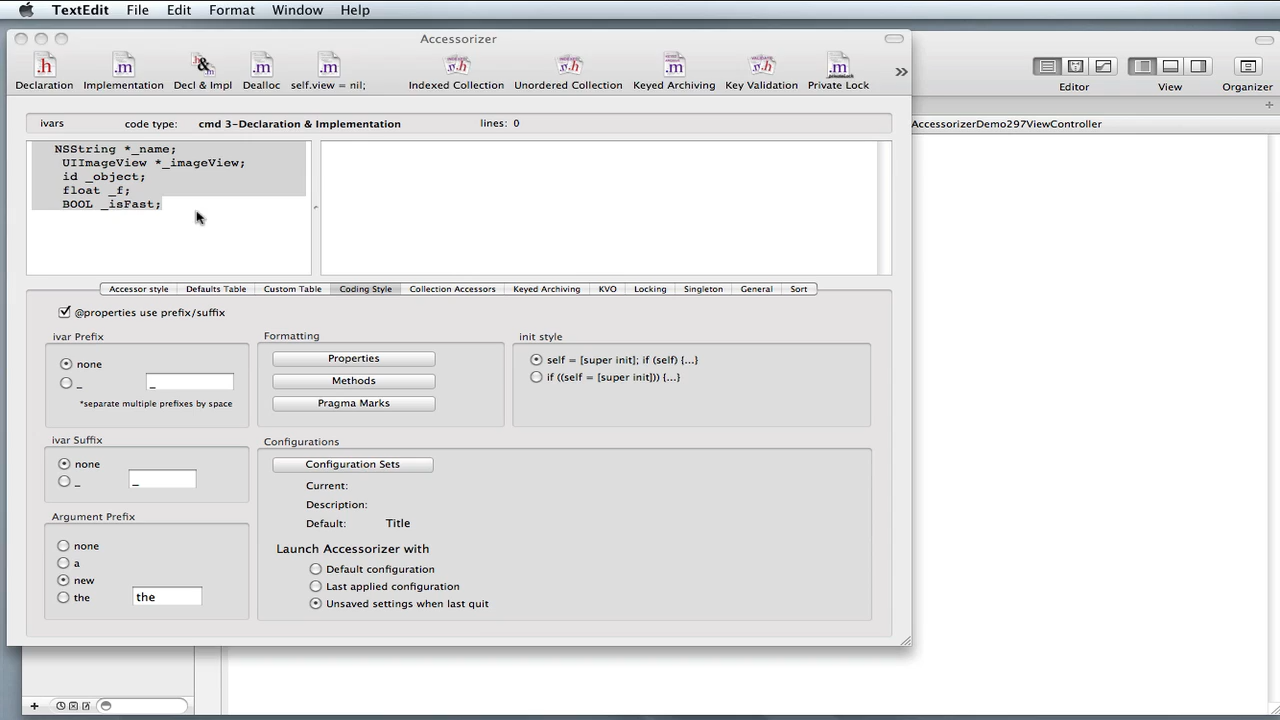 TextEdit File Edit Format Window Help
Accessorizer
Declaration Implementation Decl & Impl Dealloc self.view = nil; Indexed Collection Unordered Collection Keyed Archiving Key Validation Private Lock
Editor View Organizer
ivars code type: cmd 3-Declaration & Implementation lines: 0
AccessorizerDemo297ViewController
NSString *_name;
UIImageView *_imageView;
id _object;
float _f;
BOOL _isFast;
Accessor style Defaults Table Custom Table Coding Style Collection Accessors Keyed Archiving KVO Locking Singleton General Sort
@properties use prefix/suffix
ivar Prefix
none
_ _
*separate multiple prefixes by space
Formatting
Properties
Methods
Pragma Marks
init style
self = [super init]; if (self) {...}
if ((self = [super init])) {...}
ivar Suffix
none
_ _
Configurations
Configuration Sets
Current:
Description:
Default: Title
Argument Prefix
none
a
new
the the
Launch Accessorizer with
Default configuration
Last applied configuration
Unsaved settings when last quit